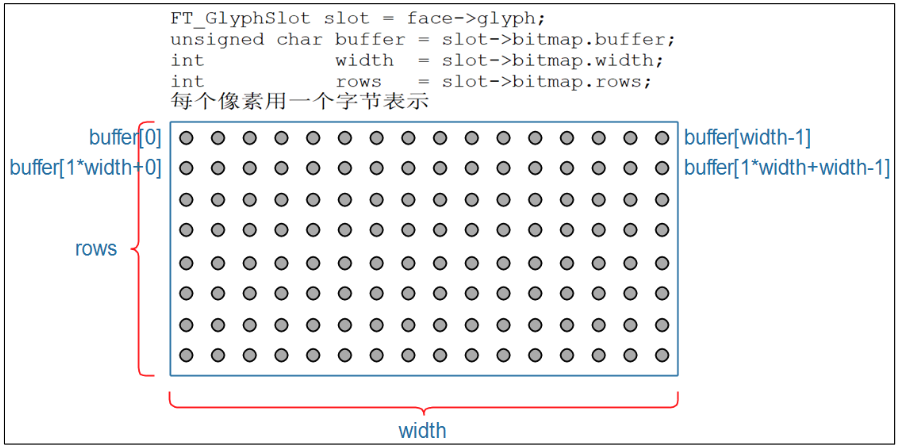 FT_GlyphSlot slot = face->glyph;
unsigned char buffer = slot->bitmap.buffer;
int width = slot->bitmap.width;
int rows = slot->bitmap.rows;
每个像素用一个字节表示
buffer[0]
buffer[width-1]
buffer[1*width+0]
buffer[1*width+width-1]
rows
width